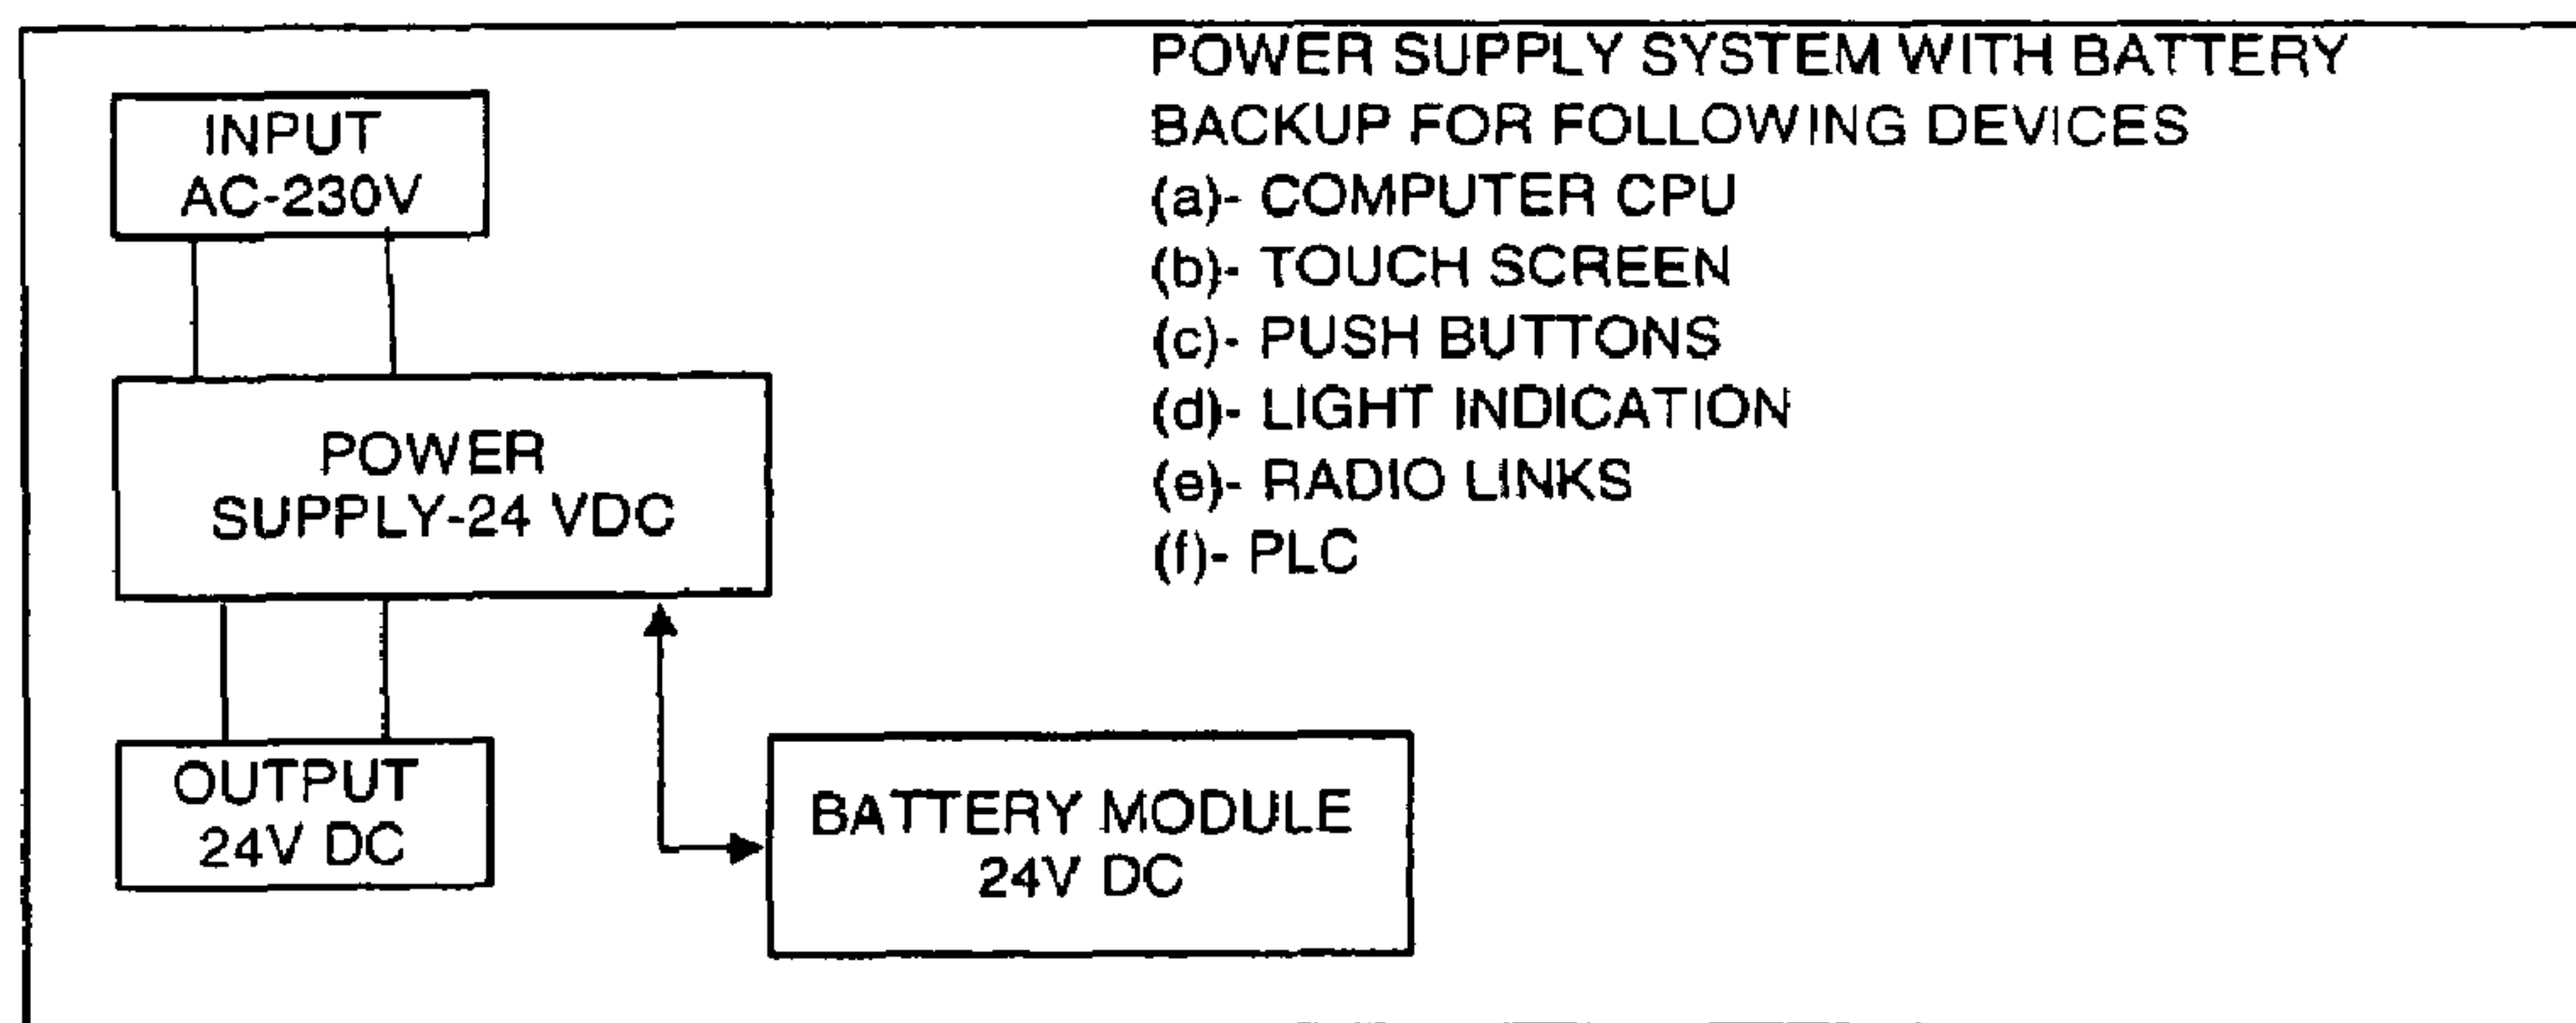 POWER SUPPLY SYSTEM WITH BATTERY
BACKUP FOR FOLLOWING DEVICES
(a)- COMPUTER CPU
(b)- TOUCH SCREEN
(c)- PUSH BUTTONS
(d)- LIGHT INDICATION
(e)- RADIO LINKS
(f)- PLC
INPUT
AC-230V
POWER
SUPPLY-24 VDC
OUTPUT
24V DC
BATTERY MODULE
24V DC